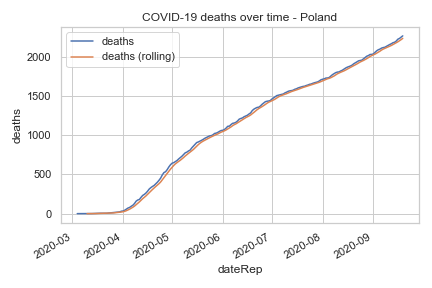 COVID-19 deaths over time - Poland
deaths
deaths (rolling)
2000
1500
1000
500
0
deaths
2020-03
2020-04
2020-05
2020-06
2020-07
2020-08
2020-09
dateRep